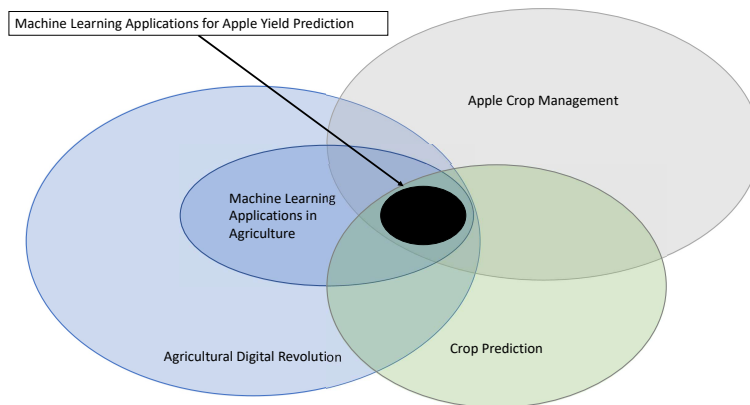 Machine Learning Applications for Apple Yield Prediction
Apple Crop Management
Machine Learning
Applications in
Agriculture
Agricultural Digital Revolution
Crop Prediction